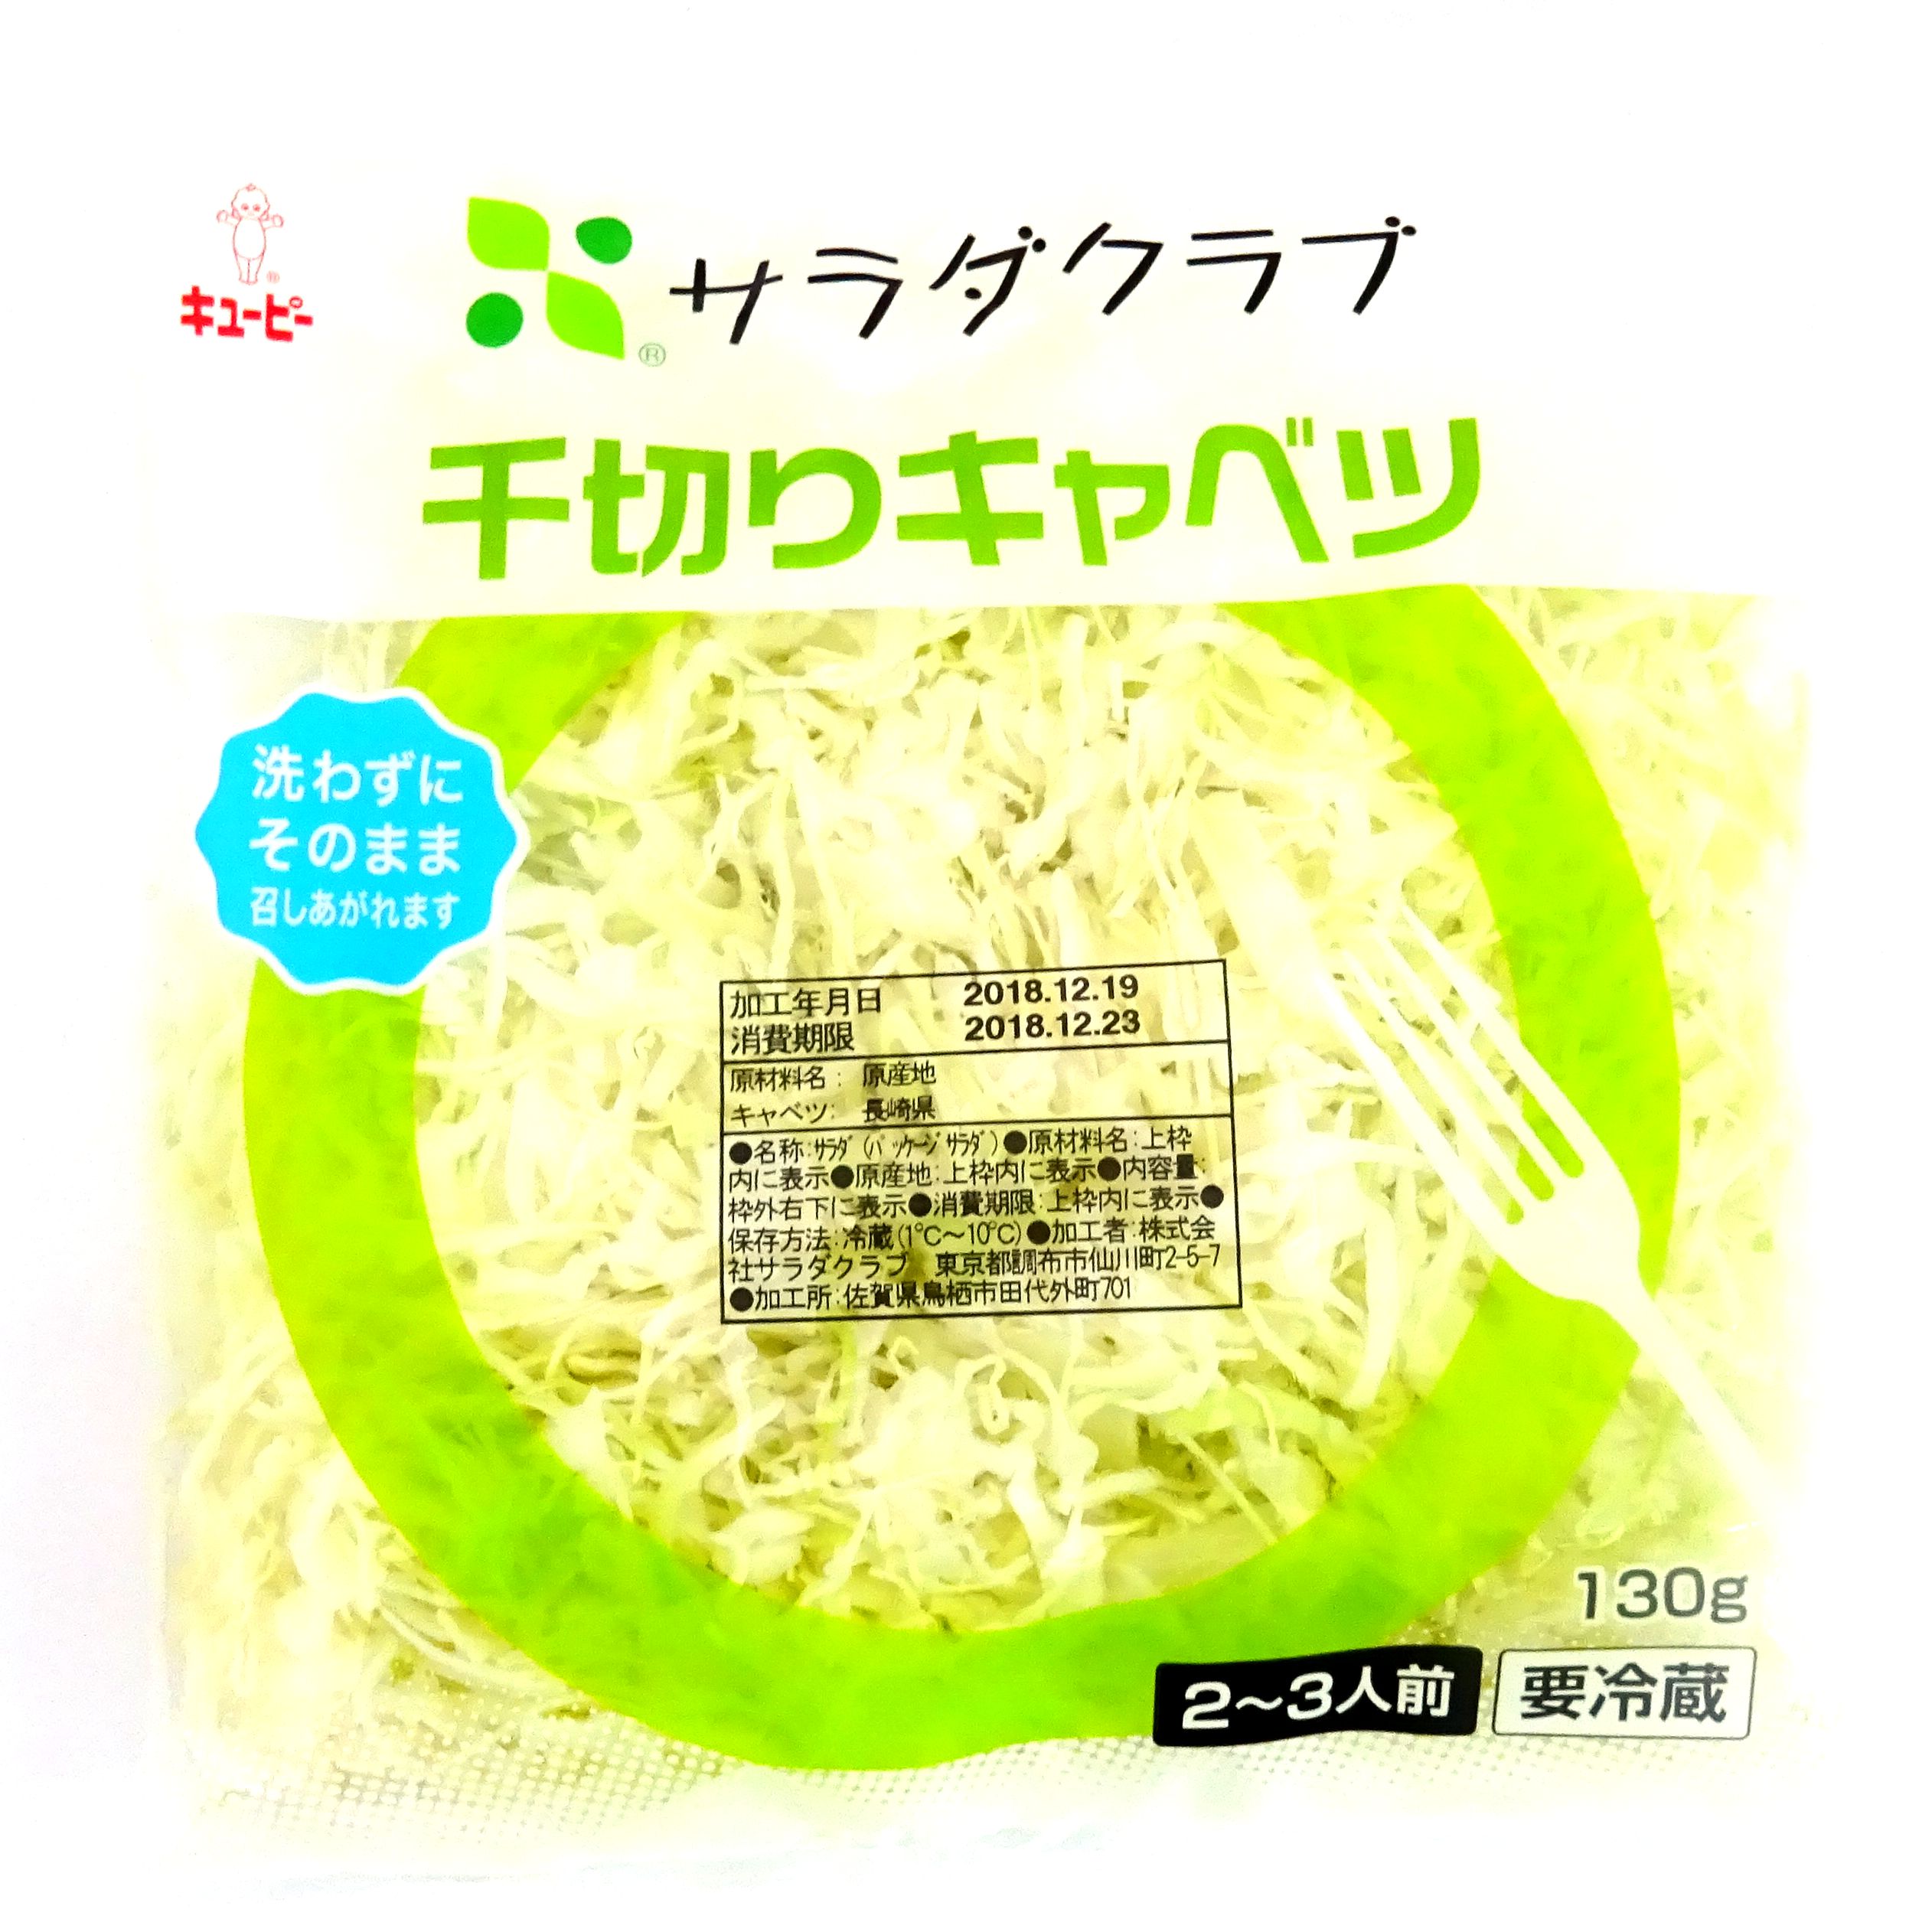 キユーピー
サラダクラブ
®
千切りキャベツ
洗わずに
そのまま
召しあがれます
加工年月日 2018.12.19
消費期限 2018.12.23
原材料名: 原産地
キャベツ: 長崎県
●名称:ｻﾗﾀﾞ(ﾊﾟｯｹｰｼﾞｻﾗﾀﾞ)●原材料名:上枠
内に表示●原産地:上枠内に表示●内容量:
枠外右下に表示●消費期限:上枠内に表示●
保存方法:冷蔵(1℃～10℃)●加工者:株式会
社サラダクラブ 東京都調布市仙川町2-5-7
●加工所:佐賀県鳥栖市田代外町701
130g
2～3人前
要冷蔵